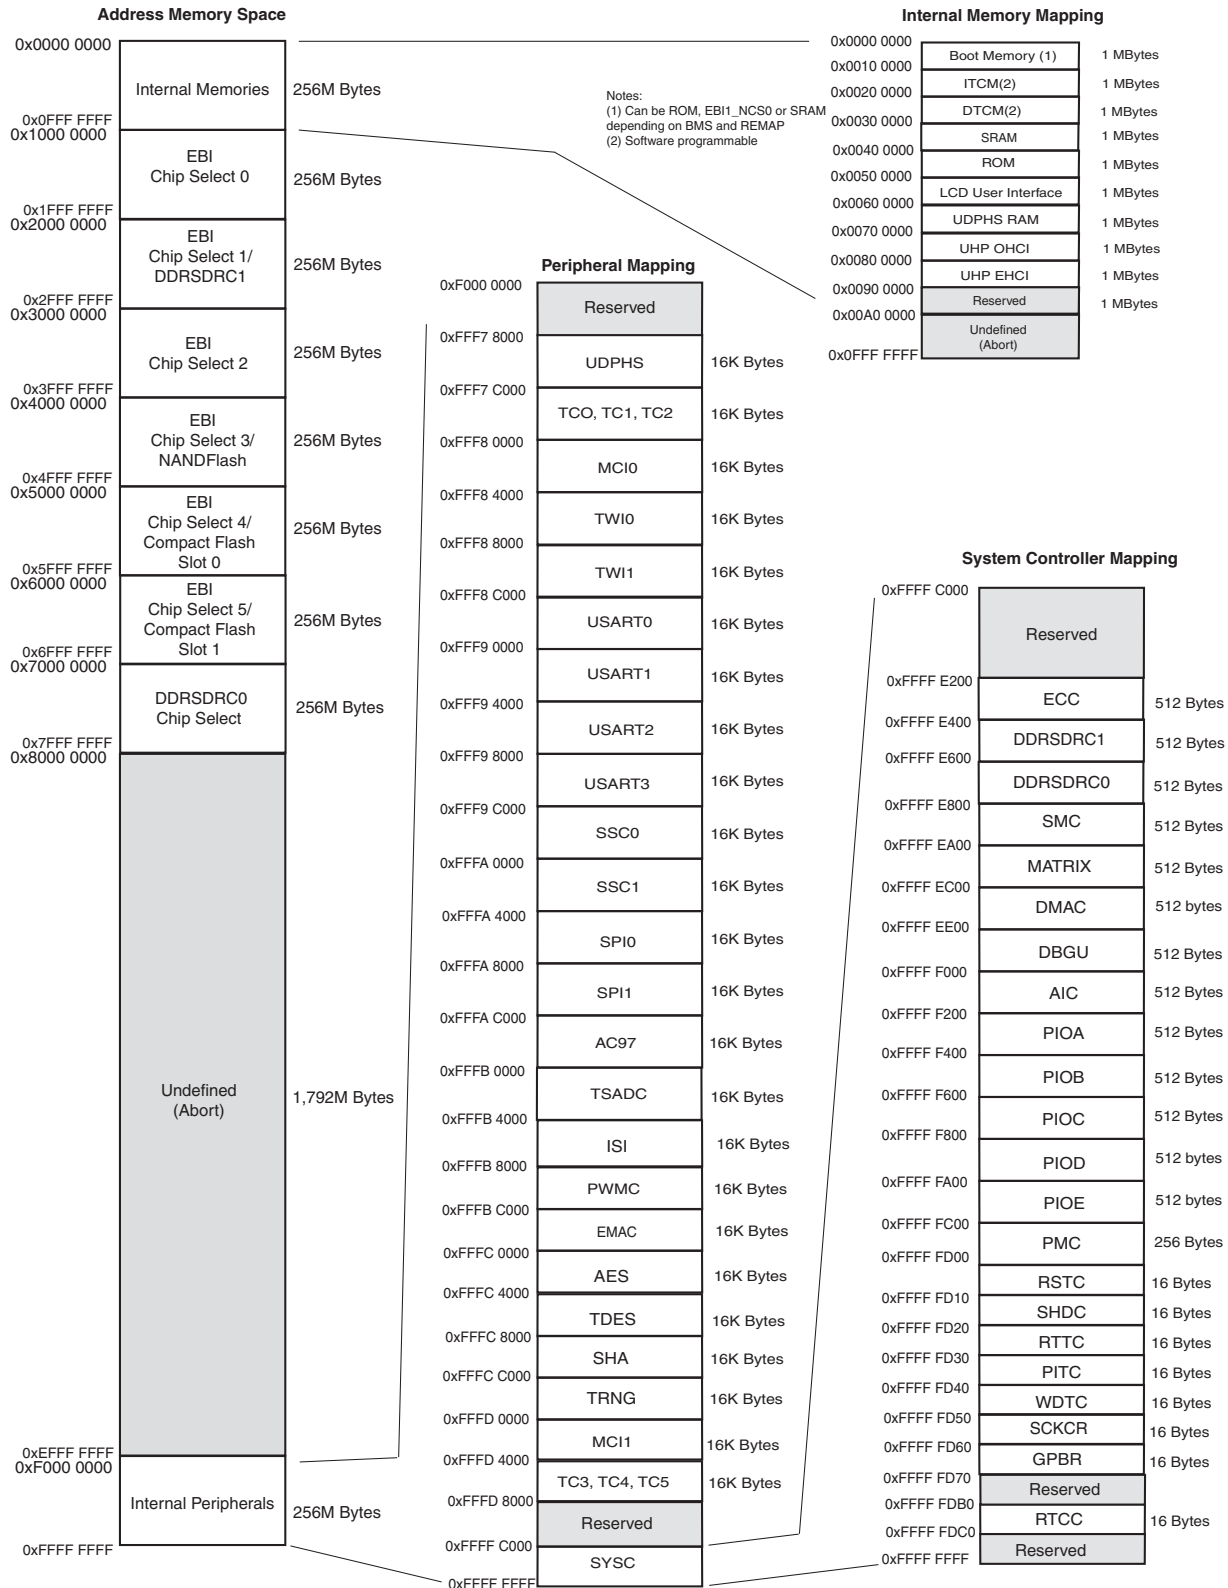 Address Memory Space
0x0000 0000
Internal Memories
256M Bytes
0x0FFF FFFF
0x1000 0000
EBI
Chip Select 0
256M Bytes
0x1FFF FFFF
0x2000 0000
EBI
Chip Select 1/
DDRSDRC1
256M Bytes
0x2FFF FFFF
0x3000 0000
EBI
Chip Select 2
256M Bytes
0x3FFF FFFF
0x4000 0000
EBI
Chip Select 3/
NANDFlash
256M Bytes
0x4FFF FFFF
0x5000 0000
EBI
Chip Select 4/
Compact Flash
Slot 0
256M Bytes
0x5FFF FFFF
0x6000 0000
EBI
Chip Select 5/
Compact Flash
Slot 1
256M Bytes
0x6FFF FFFF
0x7000 0000
DDRSDRC0
Chip Select
256M Bytes
0x7FFF FFFF
0x8000 0000
Undefined
(Abort)
1,792M Bytes
0xEFFF FFFF
0xF000 0000
Internal Peripherals
256M Bytes
0xFFFF FFFF
Peripheral Mapping
0xF000 0000
Reserved
0xFFF7 8000
UDPHS
16K Bytes
0xFFF7 C000
TCO, TC1, TC2
16K Bytes
0xFFF8 0000
MCI0
16K Bytes
0xFFF8 4000
TWI0
16K Bytes
0xFFF8 8000
TWI1
16K Bytes
0xFFF8 C000
USART0
16K Bytes
0xFFF9 0000
USART1
16K Bytes
0xFFF9 4000
USART2
16K Bytes
0xFFF9 8000
USART3
16K Bytes
0xFFF9 C000
SSC0
16K Bytes
0xFFFA 0000
SSC1
16K Bytes
0xFFFA 4000
SPI0
16K Bytes
0xFFFA 8000
SPI1
16K Bytes
0xFFFA C000
AC97
16K Bytes
0xFFFB 0000
TSADC
16K Bytes
0xFFFB 4000
ISI
16K Bytes
0xFFFB 8000
PWMC
16K Bytes
0xFFFB C000
EMAC
16K Bytes
0xFFFC 0000
AES
16K Bytes
0xFFFC 4000
TDES
16K Bytes
0xFFFC 8000
SHA
16K Bytes
0xFFFC C000
TRNG
16K Bytes
0xFFFD 0000
MCI1
16K Bytes
0xFFFD 4000
TC3, TC4, TC5
16K Bytes
0xFFFD 8000
Reserved
0xFFFF C000
SYSC
0xFFFF FFFF
Notes:
(1) Can be ROM, EBI1_NCS0 or SRAM
depending on BMS and REMAP
(2) Software programmable
Internal Memory Mapping
0x0000 0000
Boot Memory (1)
1 MBytes
0x0010 0000
ITCM(2)
1 MBytes
0x0020 0000
DTCM(2)
1 MBytes
0x0030 0000
SRAM
1 MBytes
0x0040 0000
ROM
1 MBytes
0x0050 0000
LCD User Interface
1 MBytes
0x0060 0000
UDPHS RAM
1 MBytes
0x0070 0000
UHP OHCI
1 MBytes
0x0080 0000
UHP EHCI
1 MBytes
0x0090 0000
Reserved
1 MBytes
0x00A0 0000
Undefined
(Abort)
0x0FFF FFFF
System Controller Mapping
0xFFFF C000
Reserved
0xFFFF E200
ECC
512 Bytes
0xFFFF E400
DDRSDRC1
512 Bytes
0xFFFF E600
DDRSDRC0
512 Bytes
0xFFFF E800
SMC
512 Bytes
0xFFFF EA00
MATRIX
512 Bytes
0xFFFF EC00
DMAC
512 bytes
0xFFFF EE00
DBGU
512 Bytes
0xFFFF F000
AIC
512 Bytes
0xFFFF F200
PIOA
512 Bytes
0xFFFF F400
PIOB
512 Bytes
0xFFFF F600
PIOC
512 Bytes
0xFFFF F800
PIOD
512 bytes
0xFFFF FA00
PIOE
512 bytes
0xFFFF FC00
PMC
256 Bytes
0xFFFF FD00
RSTC
16 Bytes
0xFFFF FD10
SHDC
16 Bytes
0xFFFF FD20
RTTC
16 Bytes
0xFFFF FD30
PITC
16 Bytes
0xFFFF FD40
WDTC
16 Bytes
0xFFFF FD50
SCKCR
16 Bytes
0xFFFF FD60
GPBR
16 Bytes
0xFFFF FD70
Reserved
0xFFFF FDB0
RTCC
16 Bytes
0xFFFF FDC0
Reserved
0xFFFF FFFF